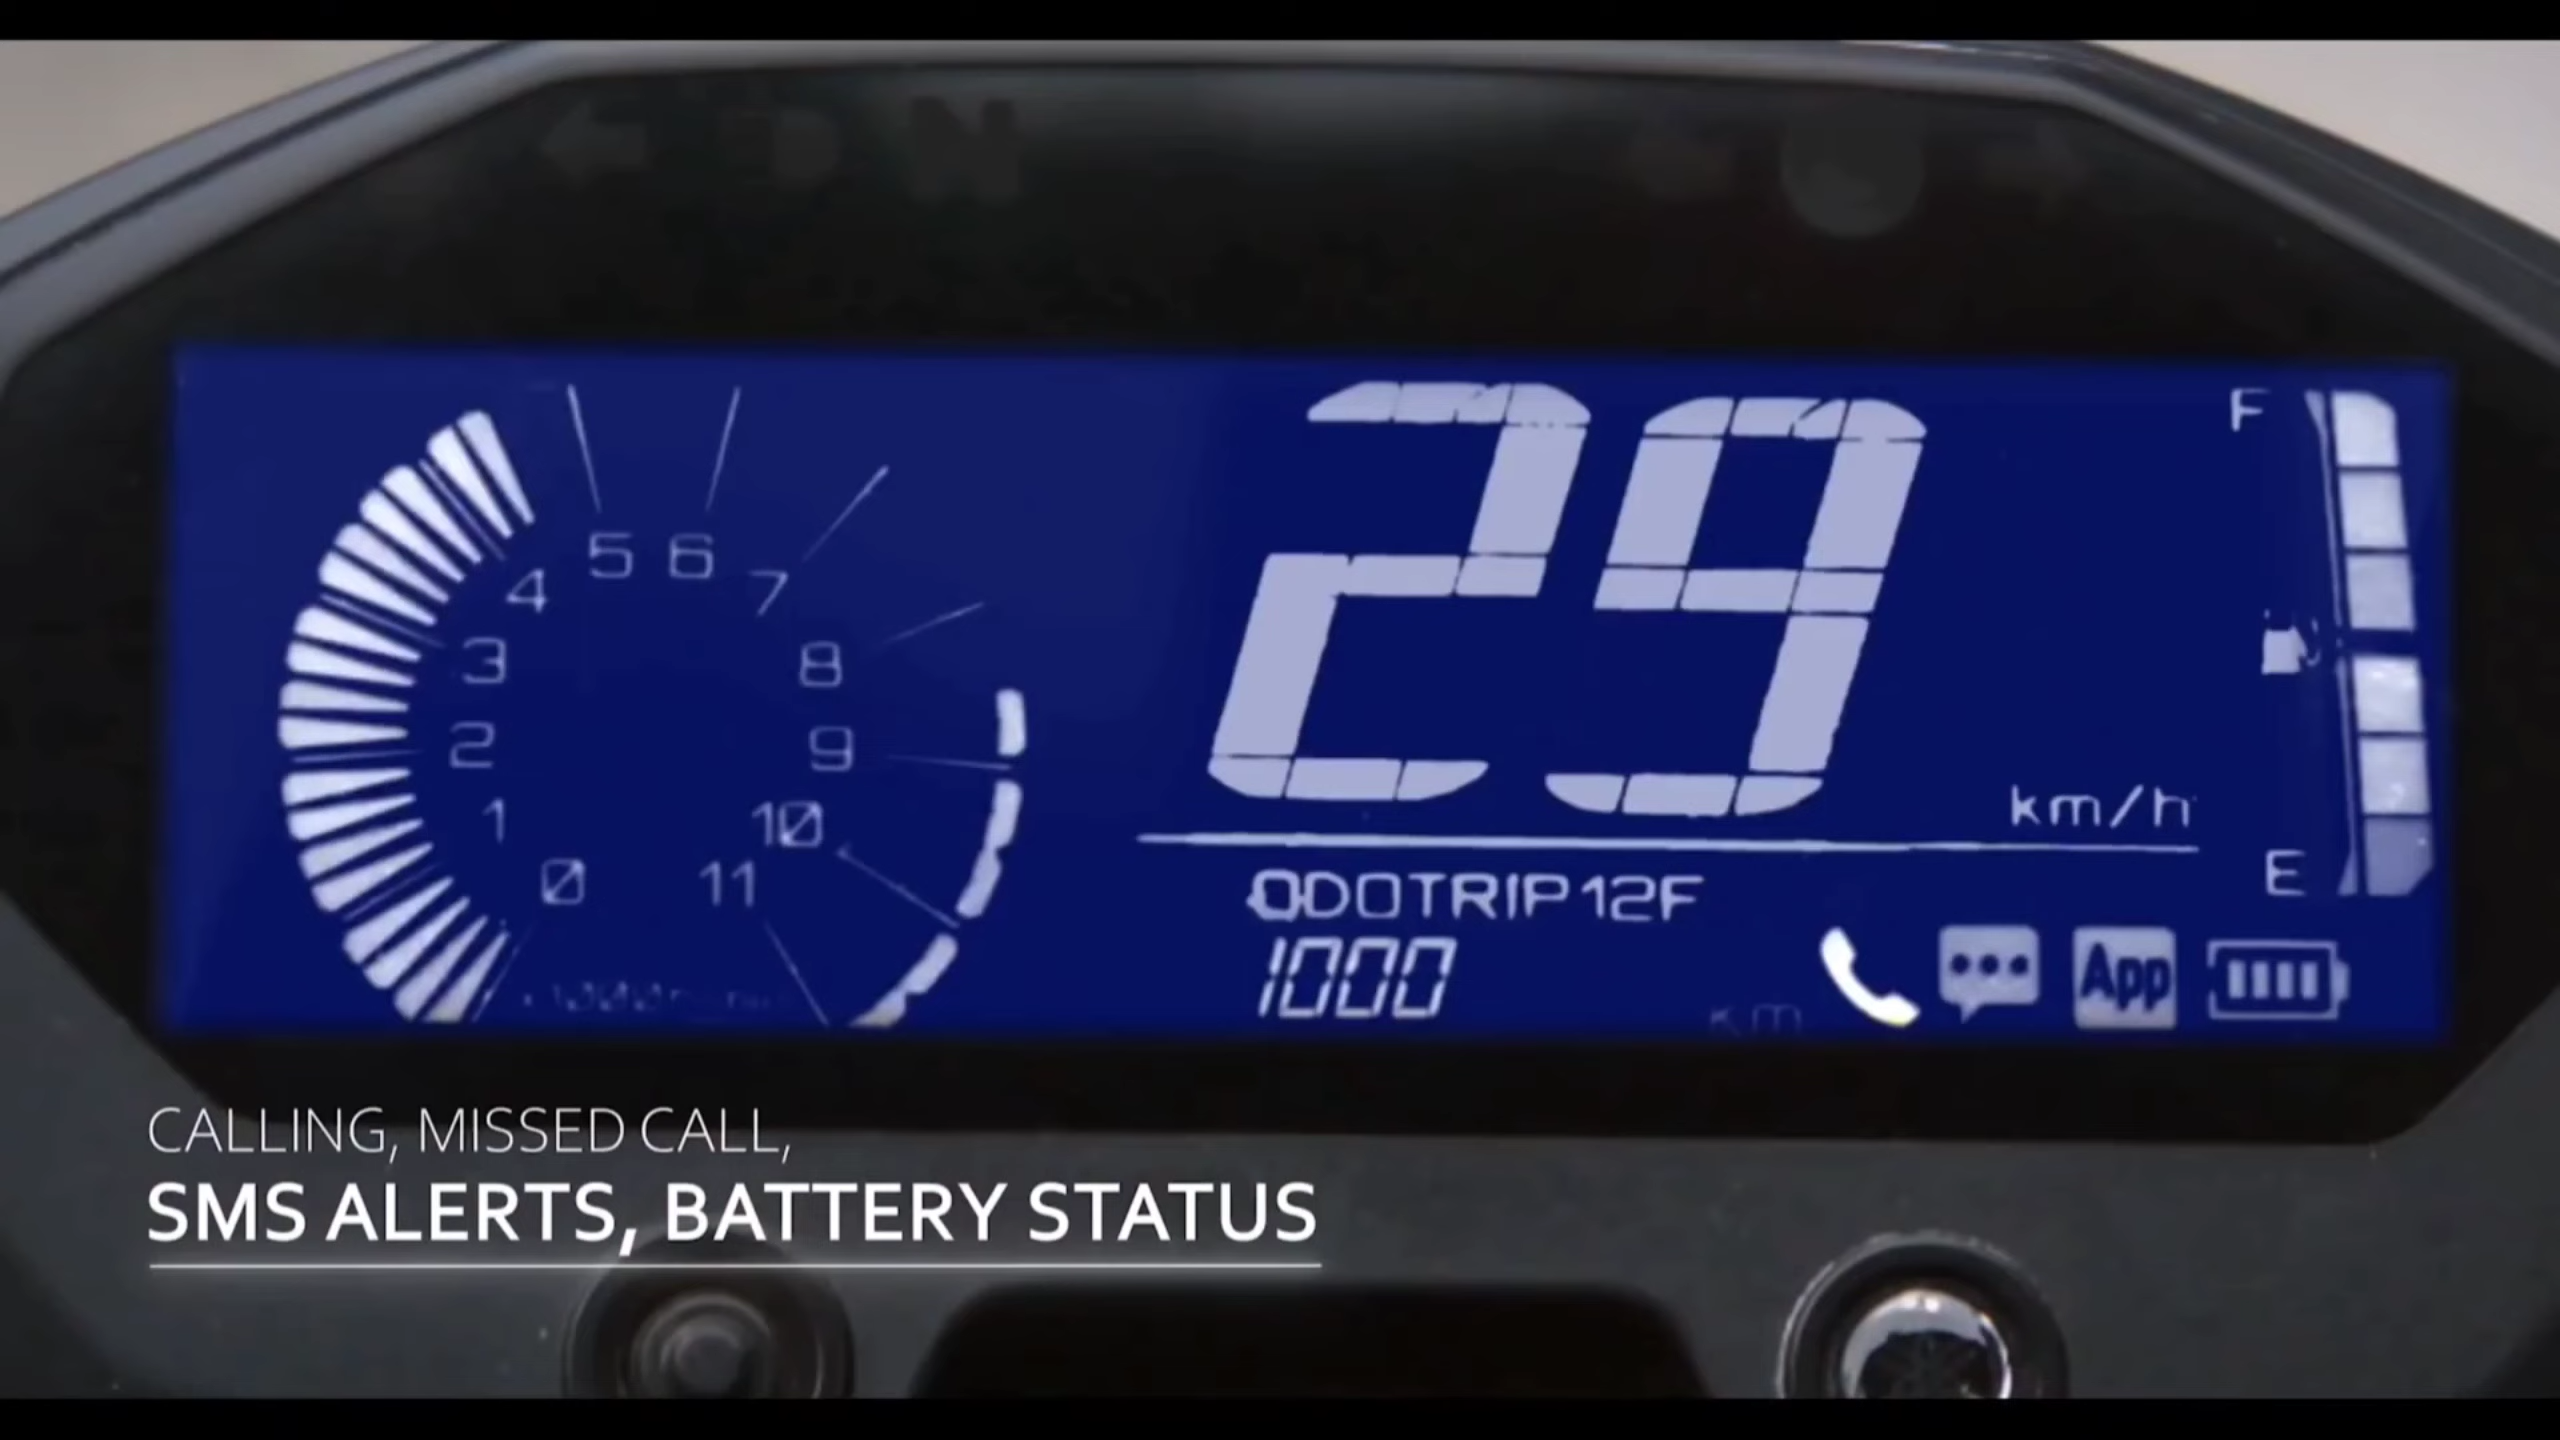 5 6
4 7
3 8
2 9
1 10
0 11
29
km/h
F
E
ODOTRIP12F
1000
km
App
CALLING, MISSED CALL,
SMS ALERTS, BATTERY STATUS